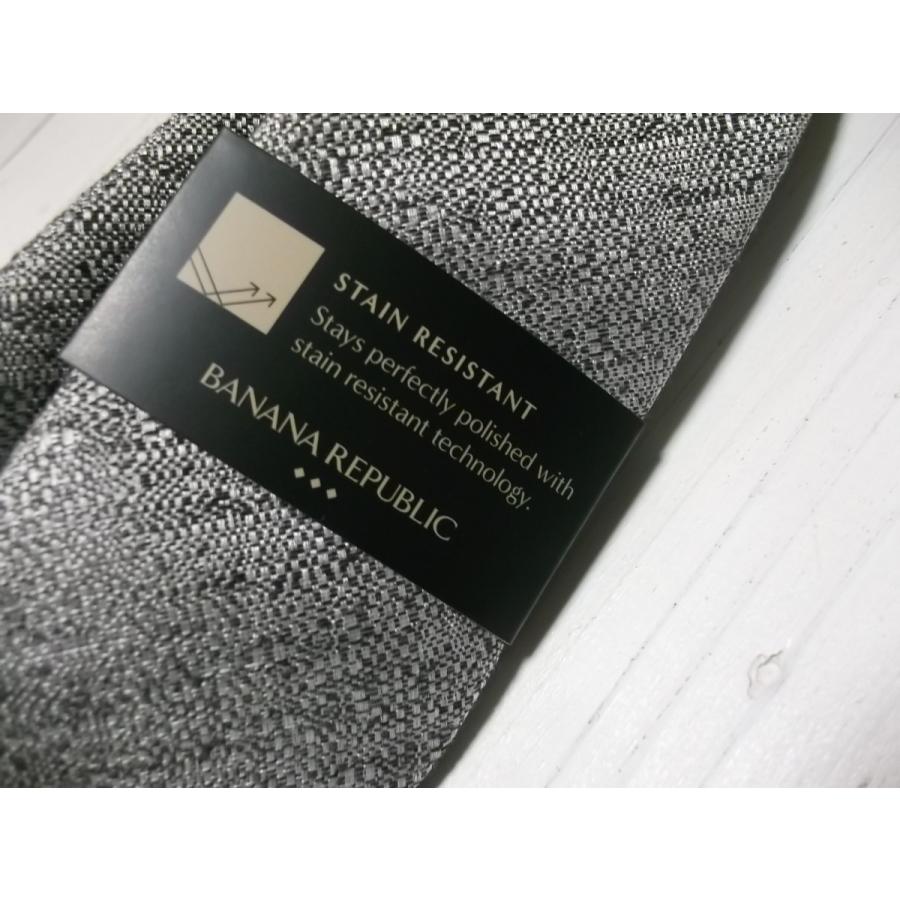 STAIN RESISTANT
Stays perfectly polished with
stain resistant technology.
BANANA REPUBLIC